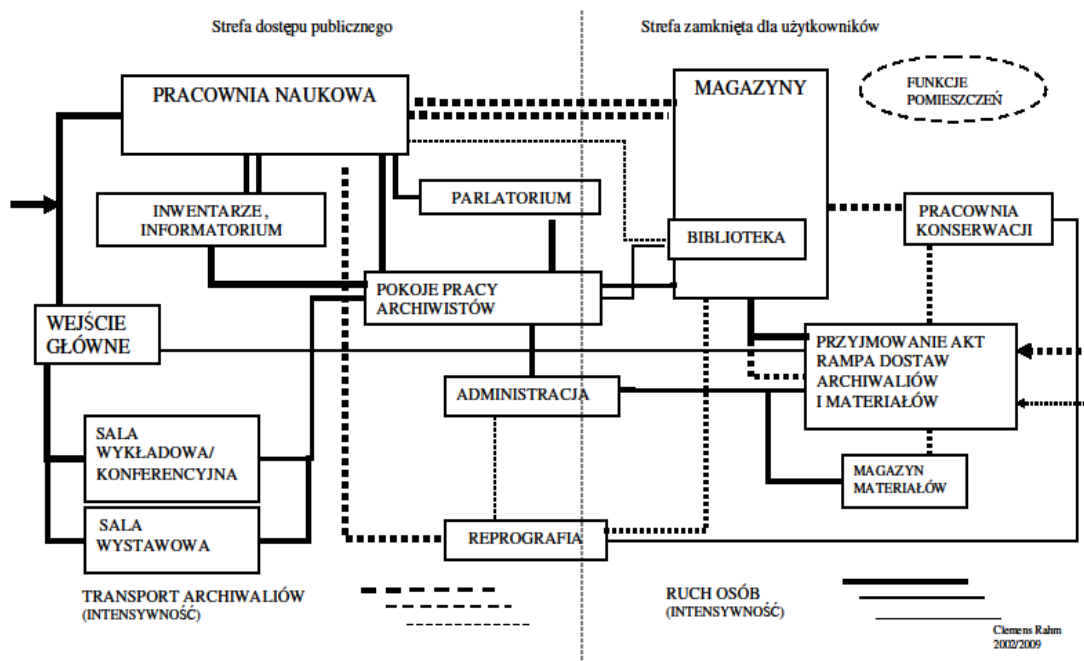 Strefa dostępu publicznego
Strefa zamknięta dla użytkowników
PRACOWNIA NAUKOWA
MAGAZYNY
FUNKCJE
POMIESZCZEŃ
INWENTARZE,
INFORMATORIUM
PARLATORIUM
BIBLIOTEKA
PRACOWNIA
KONSERWACJI
POKOJE PRACY
ARCHIWISTÓW
WEJŚCIE
GŁÓWNE
PRZYJMOWANIE AKT
RAMPA DOSTAW
ARCHIWALIÓW
I MATERIAŁÓW
ADMINISTRACJA
SALA
WYKŁADOWA/
KONFERENCYJNA
MAGAZYN
MATERIAŁÓW
SALA
WYSTAWOWA
REPROGRAFIA
TRANSPORT ARCHIWALIÓW
(INTENSYWNOŚĆ)
RUCH OSÓB
(INTENSYWNOŚĆ)
Clemens Rahm
2002/2009